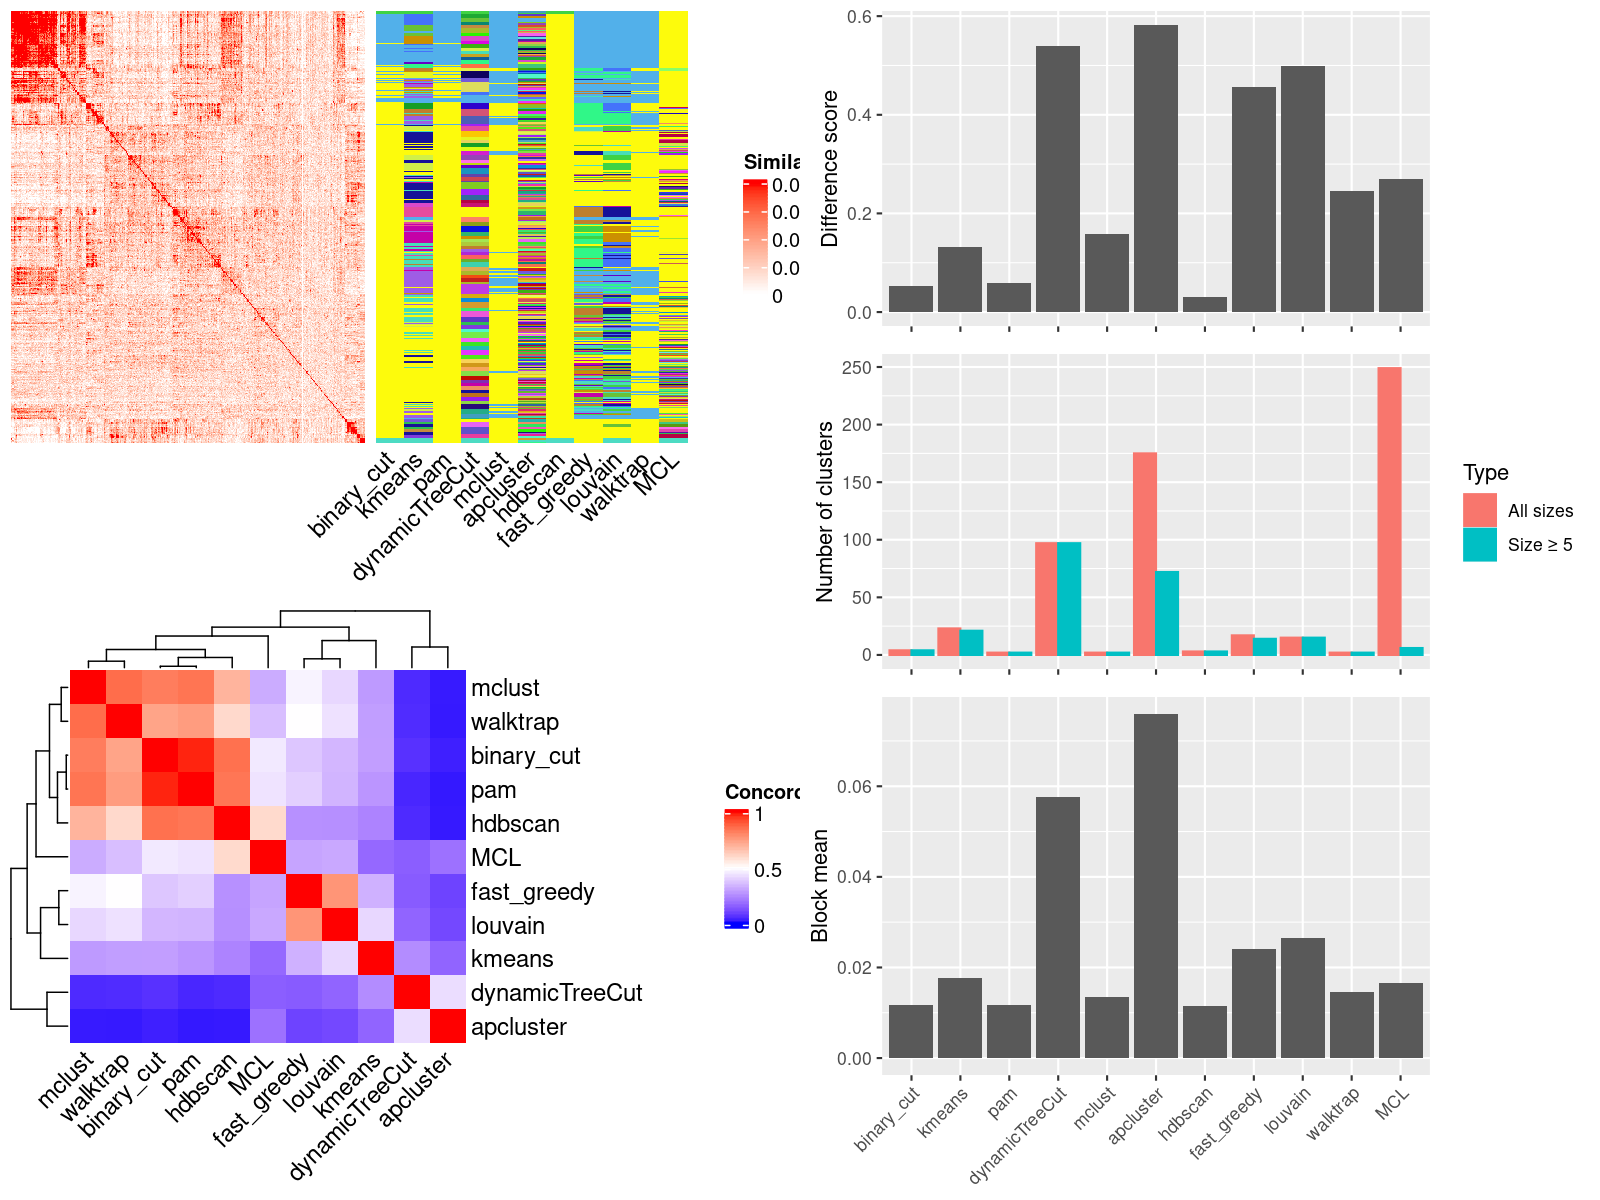 Simila
0.0
0.0
0.0
0.0
0
binary_cut
kmeans
pam
dynamicTreeCut
mclust
apcluster
hdbscan
fast_greedy
louvain
walktrap
MCL
mclust
walktrap
binary_cut
pam
hdbscan
MCL
fast_greedy
louvain
kmeans
dynamicTreeCut
apcluster
mclust
walktrap
binary_cut
pam
hdbscan
MCL
fast_greedy
louvain
kmeans
dynamicTreeCut
apcluster
Concord
1
0.5
0
Difference score
0.6
0.4
0.2
0.0
Number of clusters
250
200
150
100
50
0
Type
All sizes
Size ≥ 5
Block mean
0.06
0.04
0.02
0.00
binary_cut
kmeans
pam
dynamicTreeCut
mclust
apcluster
hdbscan
fast_greedy
louvain
walktrap
MCL